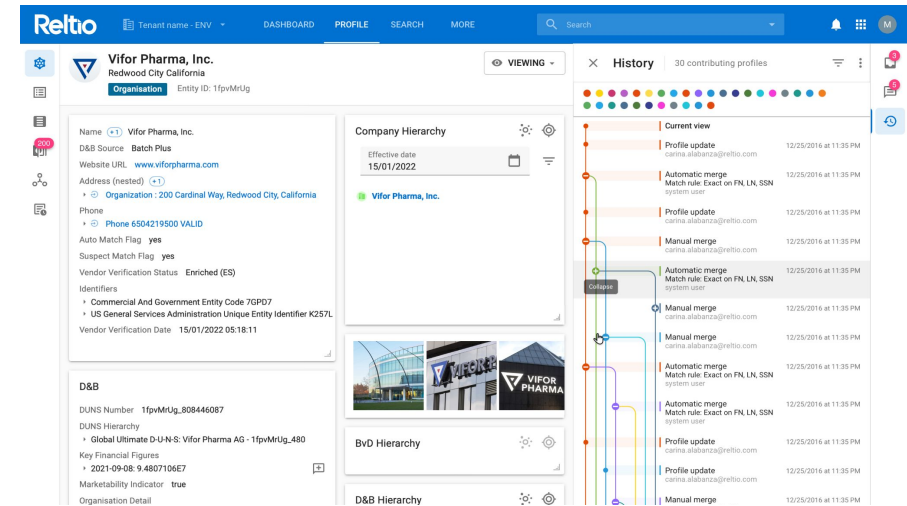 Reltio
Tenant name - ENV
DASHBOARD
PROFILE
SEARCH
MORE
Search
M
Vifor Pharma, Inc.
Redwood City California
Organisation
Entity ID: 1fpvMrUg
VIEWING
200
Name +1 Vifor Pharma, Inc.
D&B Source Batch Plus
Website URL www.viforpharma.com
Address (nested) +1
Organization : 200 Cardinal Way, Redwood City, California
Phone
Phone 6504219500 VALID
Auto Match Flag yes
Suspect Match Flag yes
Vendor Verification Status Enriched (ES)
Identifiers
Commercial And Government Entity Code 7GPD7
US General Services Administration Unique Entity Identifier K257L
Vendor Verification Date 15/01/2022 05:18:11
D&B
DUNS Number 1fpvMrUg_808446087
DUNS Hierarchy
Global Ultimate D-U-N-S: Vifor Pharma AG - 1fpvMrUg_480
Key Financial Figures
2021-09-08: 9.4807106E7
Marketability Indicator true
Organisation Detail
Company Hierarchy
Effective date
15/01/2022
Vifor Pharma, Inc.
VIFOR P
VIFOR
PHARMA
BvD Hierarchy
D&B Hierarchy
History
30 contributing profiles
3
5
Current view
Profile update 12/25/2016 at 11:35 PM
carina.alabanza@reltio.com
Automatic merge 12/25/2016 at 11:35 PM
Match rule: Exact on FN, LN, SSN
system user
Profile update 12/25/2016 at 11:35 PM
carina.alabanza@reltio.com
Manual merge 12/25/2016 at 11:35 PM
carina.alabanza@reltio.com
Automatic merge 12/25/2016 at 11:35 PM
Match rule: Exact on FN, LN, SSN
system user
Collapse
Manual merge 12/25/2016 at 11:35 PM
carina.alabanza@reltio.com
Manual merge 12/25/2016 at 11:35 PM
carina.alabanza@reltio.com
Automatic merge 12/25/2016 at 11:35 PM
Match rule: Exact on FN, LN, SSN
system user
Automatic merge 12/25/2016 at 11:35 PM
Match rule: Exact on FN, LN, SSN
system user
Profile update 12/25/2016 at 11:35 PM
carina.alabanza@reltio.com
Profile update 12/25/2016 at 11:35 PM
carina.alabanza@reltio.com
Manual merge 12/25/2016 at 11:35 PM
carina.alabanza@reltio.com